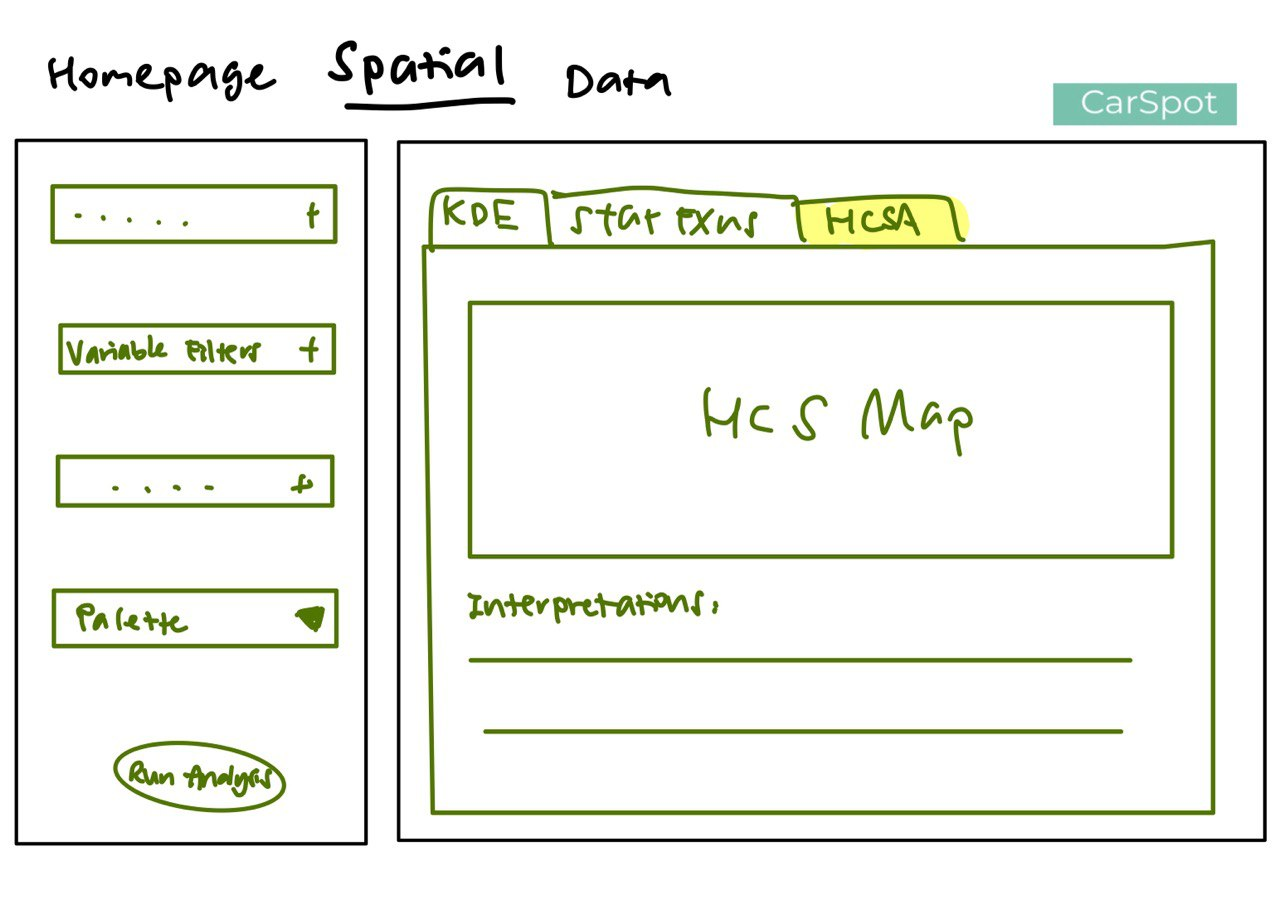 Homepage Spatial Data
CarSpot
. . . . . +
Variable Filters +
. . . . +
Palette
Run Analysis
KDE Stat FXNS HCSA
HCS Map
Interpretations: